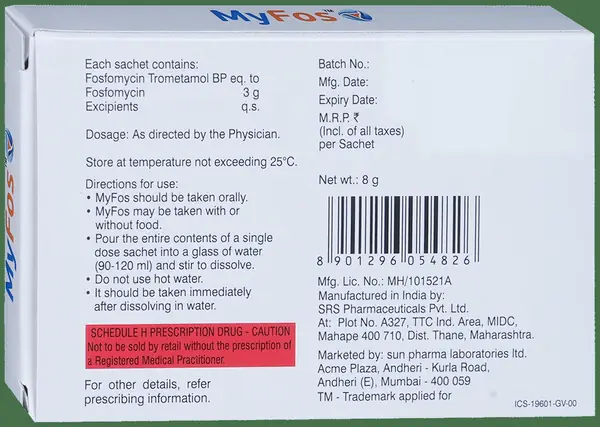 MyFos™
MyFos
Each sachet contains:
Fosfomycin Trometamol BP eq. to
Fosfomycin 3 g
Excipients q.s.
Dosage: As directed by the Physician.
Store at temperature not exceeding 25°C.
Directions for use:
• MyFos should be taken orally.
• MyFos may be taken with or
without food.
• Pour the entire contents of a single
dose sachet into a glass of water
(90-120 ml) and stir to dissolve.
• Do not use hot water.
• It should be taken immediately
after dissolving in water.
SCHEDULE H PRESCRIPTION DRUG - CAUTION
Not to be sold by retail without the prescription of
a Registered Medical Practitioner.
For other details, refer
prescribing information.
Batch No.:
Mfg. Date:
Expiry Date:
M.R.P. ₹
(Incl. of all taxes)
per Sachet
Net wt.: 8 g
8 901296 054826
Mfg. Lic. No.: MH/101521A
Manufactured in India by:
SRS Pharmaceuticals Pvt. Ltd.
At: Plot No. A327, TTC Ind. Area, MIDC,
Mahape 400 710, Dist. Thane, Maharashtra.
Marketed by: sun pharma laboratories ltd.
Acme Plaza, Andheri - Kurla Road,
Andheri (E), Mumbai - 400 059
TM - Trademark applied for
ICS-19601-GV-00